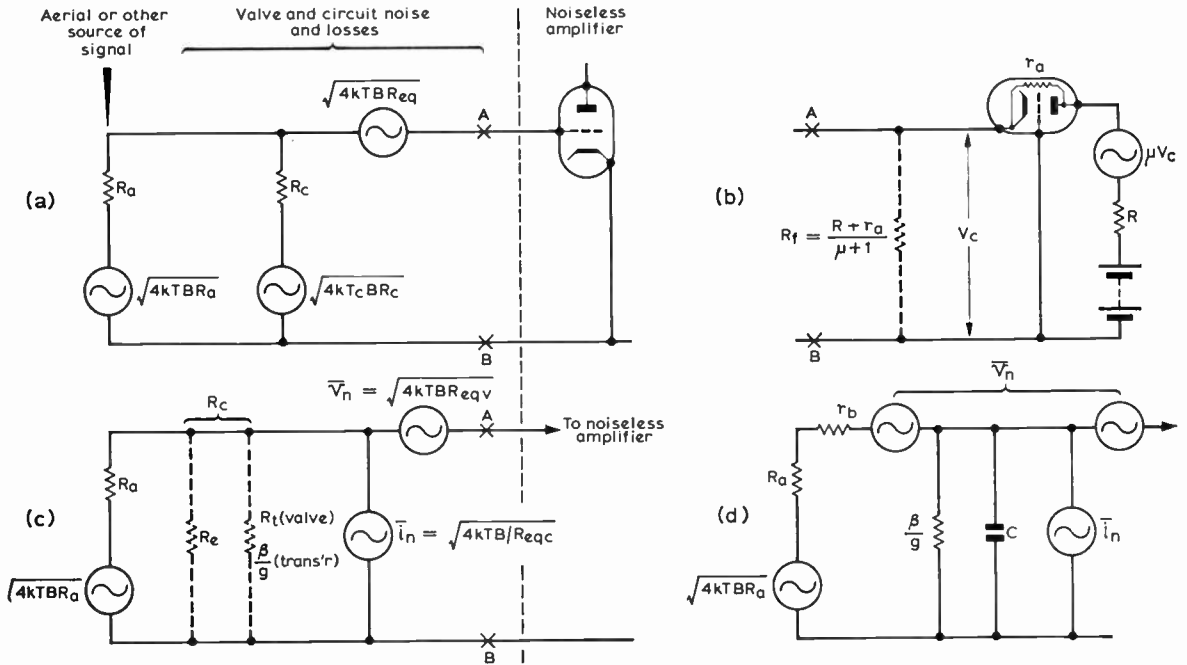 Aerial or other
source of
signal
Valve and circuit noise
and losses
Noiseless
amplifier
√4kTBReq
A
Ra
Rc
(a)
√4kTBRa
√4kTcBRc
B
ra
A
μVc
(b)
Rf = R + ra / μ + 1
Vc
R
B
V̅n = √4kTBReqv
Rc
A
To noiseless
amplifier
Ra
(c)
Re
Rt(valve)
β/g (trans'r)
i̅n = √4kTB/Reqc
√4kTBRa
B
V̅n
rb
Ra
(d)
β/g
C
i̅n
√4kTBRa